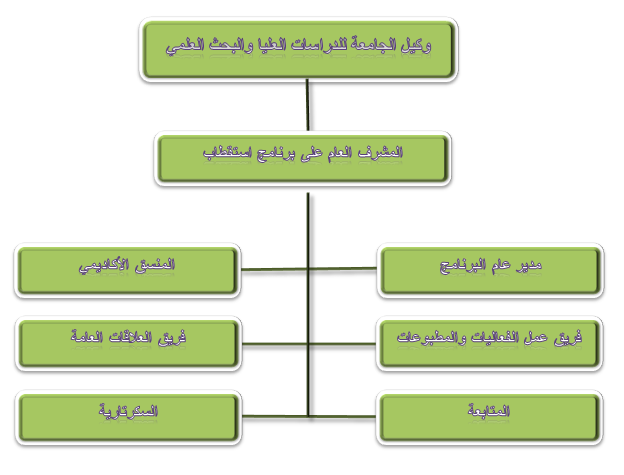 وكيل الجامعة للدراسات العليا والبحث العلمي
المشرف العام على برنامج استقطاب
مدير عام البرنامج
المنسق الأكاديمي
فريق عمل الفعاليات والمطبوعات
فريق العلاقات العامة
المتابعة
السكرتارية